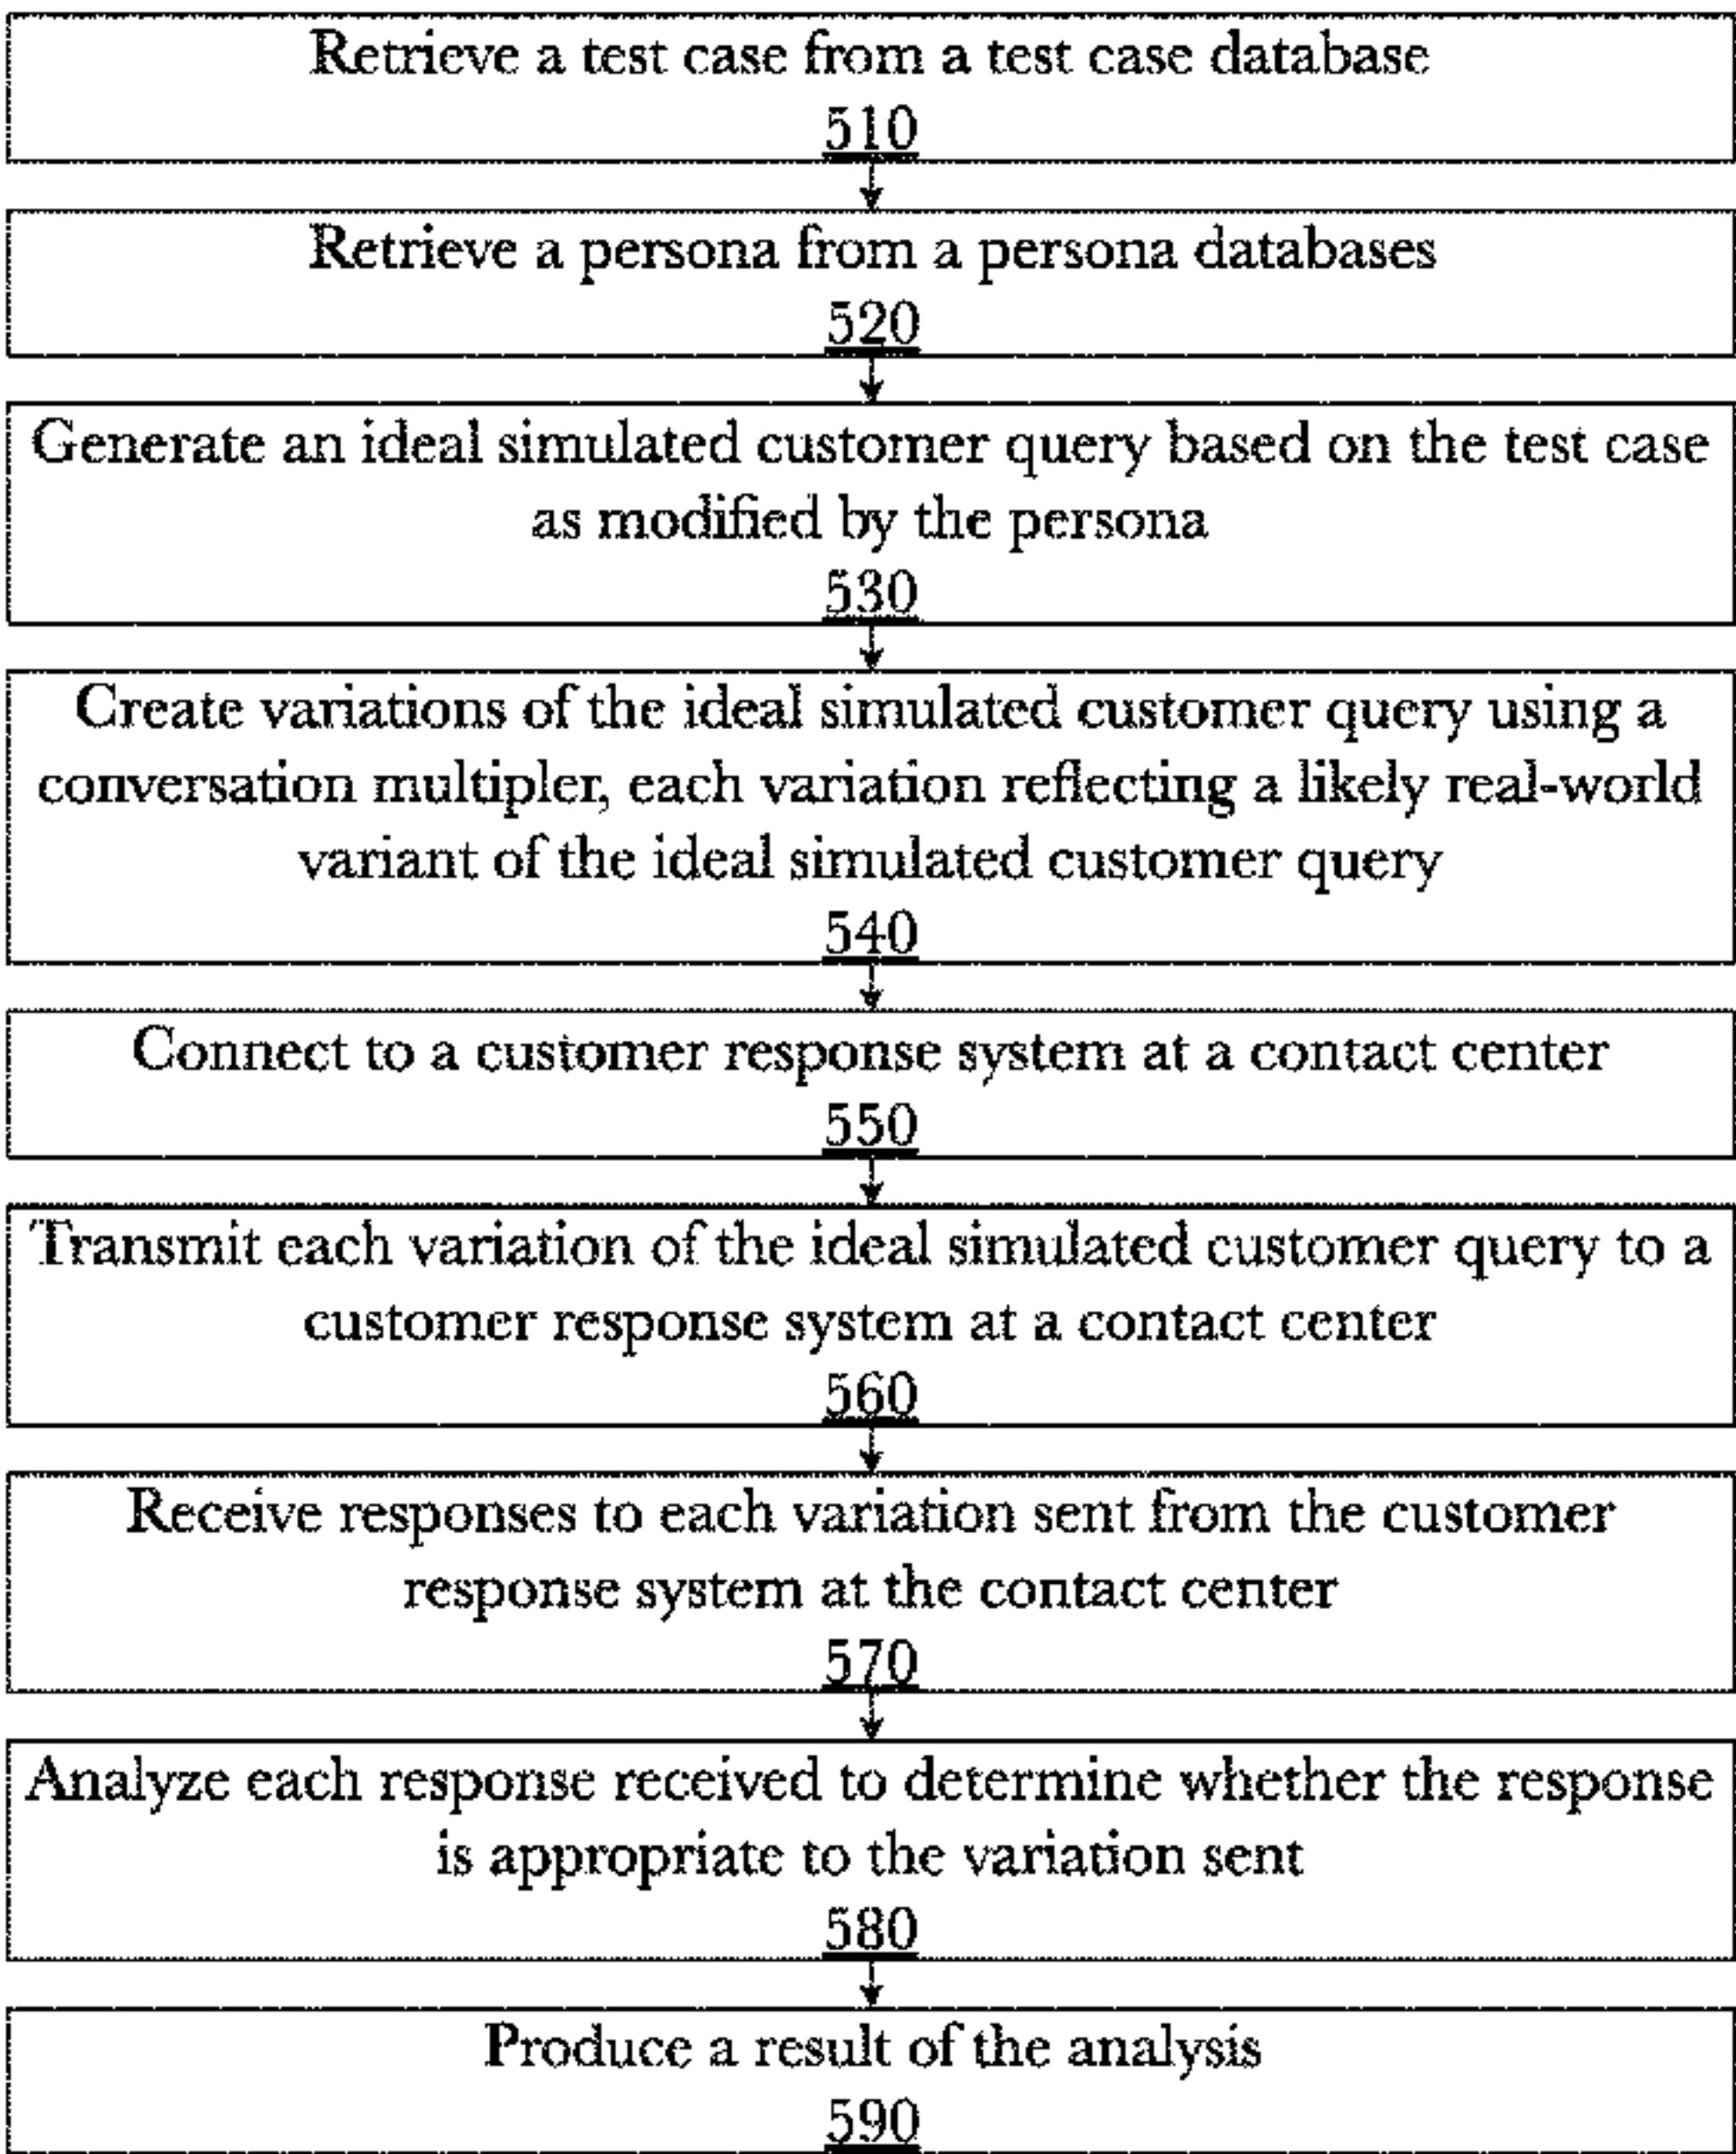 Retrieve a test case from a test case database
510
Retrieve a persona from a persona databases
520
Generate an ideal simulated customer query based on the test case
as modified by the persona
530
Create variations of the ideal simulated customer query using a
conversation multipler, each variation reflecting a likely real-world
variant of the ideal simulated customer query
540
Connect to a customer response system at a contact center
550
Transmit each variation of the ideal simulated customer query to a
customer response system at a contact center
560
Receive responses to each variation sent from the customer
response system at the contact center
570
Analyze each response received to determine whether the response
is appropriate to the variation sent
580
Produce a result of the analysis
590